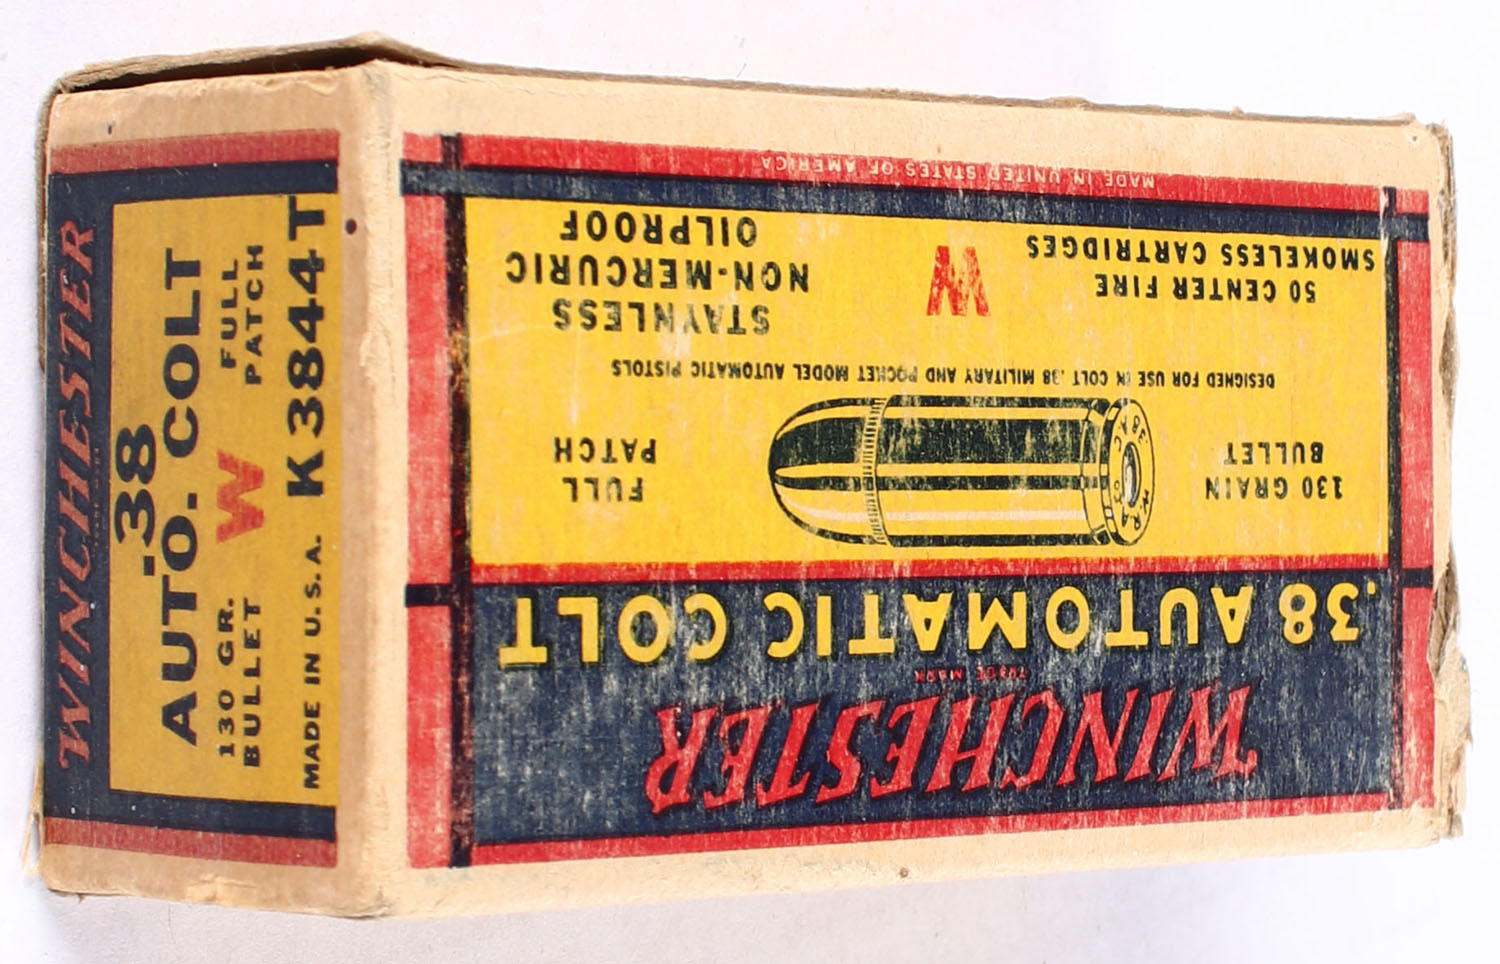 WINCHESTER
TRADE MARK
.38 AUTOMATIC COLT
130 GRAIN
BULLET
FULL
PATCH
.38 A.C.
W.R.A.
DESIGNED FOR USE IN COLT .38 MILITARY AND POCKET MODEL AUTOMATIC PISTOLS
50 CENTER FIRE
SMOKELESS CARTRIDGES
W
STAYNLESS
NON-MERCURIC
OILPROOF
MADE IN UNITED STATES OF AMERICA
WINCHESTER
.38
AUTO. COLT
130 GR.
BULLET
W
FULL
PATCH
MADE IN U.S.A.
K3844T